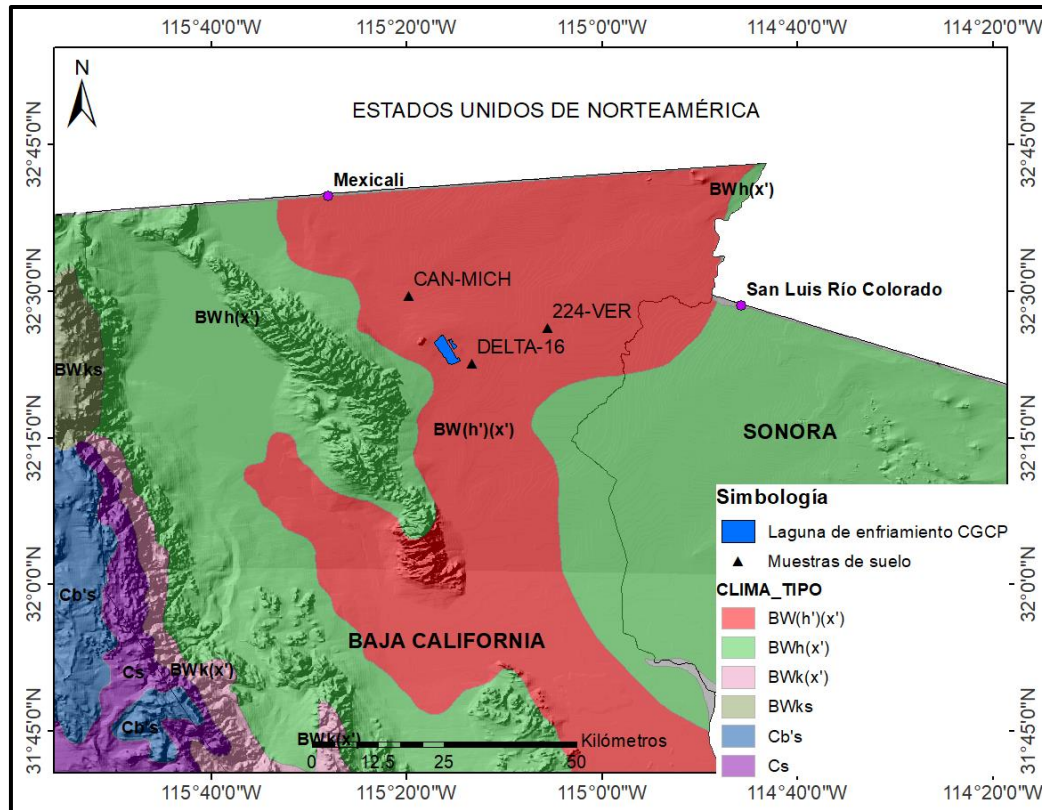 115°40'0"W 115°20'0"W 115°0'0"W 114°40'0"W 114°20'0"W
N
ESTADOS UNIDOS DE NORTEAMÉRICA
32°45'0"N 32°45'0"N
Mexicali
BWh(x')
CAN-MICH
32°30'0"N 32°30'0"N
San Luis Río Colorado
BWh(x')
224-VER
DELTA-16
BWks
BW(h')(x')
SONORA
32°15'0"N 32°15'0"N
Simbología
Laguna de enfriamiento CGCP
Muestras de suelo
CLIMA_TIPO
BW(h')(x')
BWh(x')
BWk(x')
BWks
Cb's
Cs
32°0'0"N 32°0'0"N
Cb's
BAJA CALIFORNIA
Cs
BWk(x')
Cb's
BWk(x')
31°45'0"N 31°45'0"N
Kilómetros
0 12.5 25 50
115°40'0"W 115°20'0"W 115°0'0"W 114°40'0"W 114°20'0"W